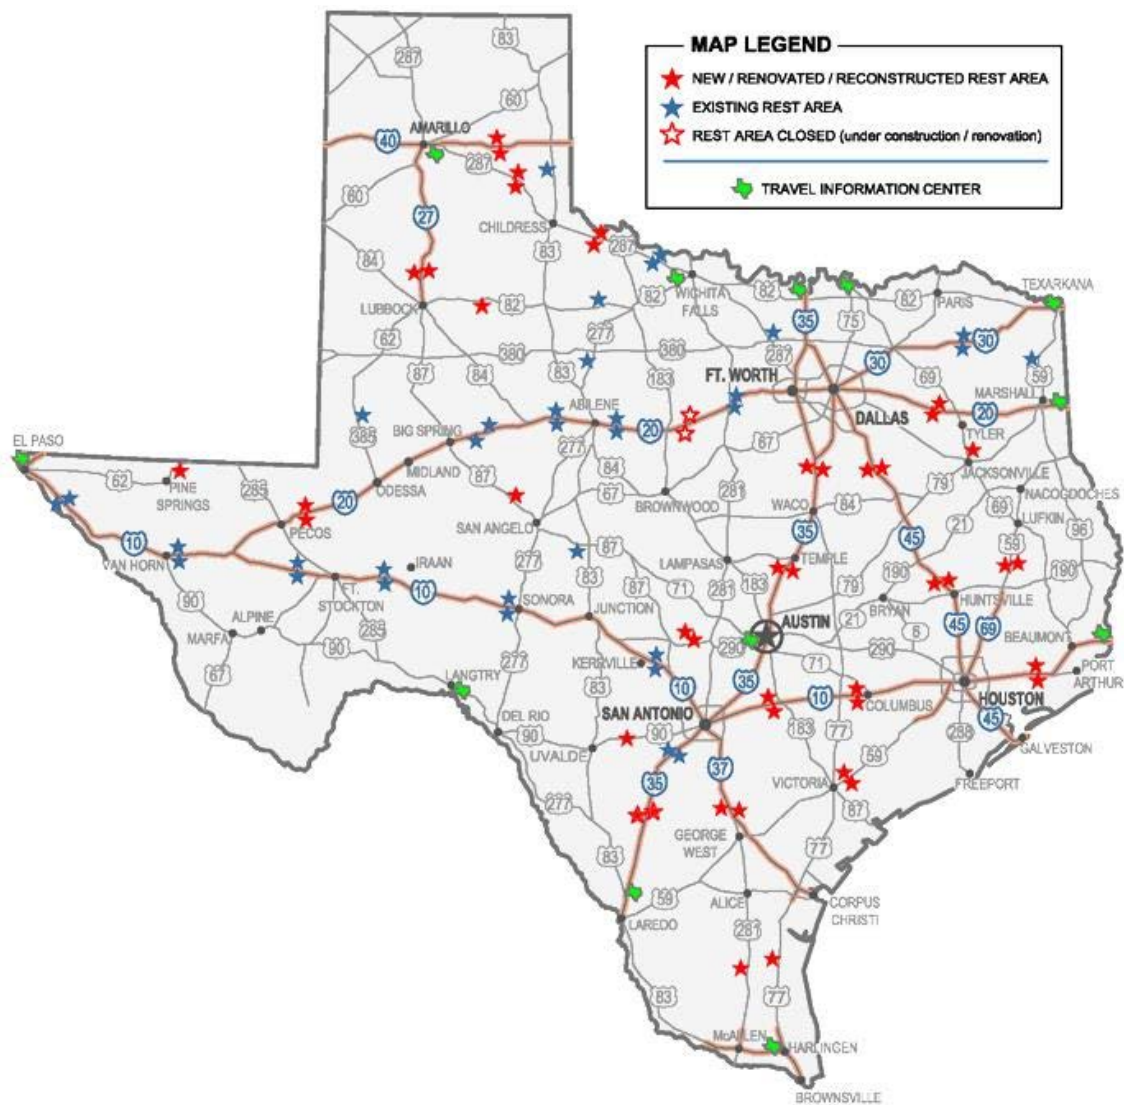 MAP LEGEND
NEW / RENOVATED / RECONSTRUCTED REST AREA
EXISTING REST AREA
REST AREA CLOSED (under construction / renovation)
TRAVEL INFORMATION CENTER
83
287
60
AMARILLO
40
287
60
27
CHILDRESS
287
84
83
82
WICHITA
FALLS
82
35
75
82
PARIS
TEXARKANA
LUBBOCK
82
277
62
380
83
380
287
30
30
87
84
183
FT. WORTH
69
59
MARSHALL
385
BIG SPRING
ABILENE
20
DALLAS
20
TYLER
EL PASO
MIDLAND
277
67
JACKSONVILLE
62
PINE
SPRINGS
285
ODESSA
87
84
67
281
79
NACOGDOCHES
20
BROWNWOOD
WACO
84
69
PECOS
SAN ANGELO
21
LUFKIN
96
10
VAN HORN
IRAAN
277
87
LAMPASAS
35
TEMPLE
45
59
83
87
71
281
183
79
190
190
FT.
STOCKTON
10
SONORA
JUNCTION
BRYAN
HUNTSVILLE
90
ALPINE
MARFA
285
AUSTIN
21
6
45
69
BEAUMONT
90
277
290
290
67
KERRVILLE
71
PORT
ARTHUR
LANGTRY
83
10
35
10
COLUMBUS
HOUSTON
SAN ANTONIO
45
DEL RIO
90
90
183
77
59
288
GALVESTON
UVALDE
35
37
VICTORIA
FREEPORT
277
87
GEORGE
WEST
83
77
59
ALICE
CORPUS
CHRISTI
LAREDO
281
83
77
McALLEN
HARLINGEN
BROWNSVILLE